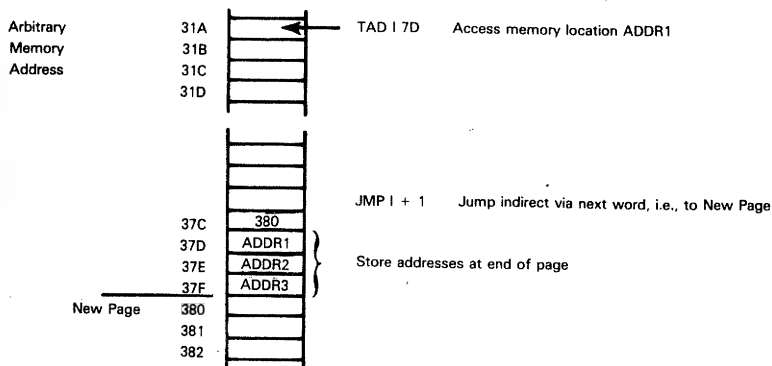 Arbitrary 31A TAD I 7D Access memory location ADDR1
Memory 31B
Address 31C
31D
JMP I + 1 Jump indirect via next word, i.e., to New Page
37C 380
37D ADDR1
37E ADDR2 Store addresses at end of page
37F ADDR3
New Page 380
381
382